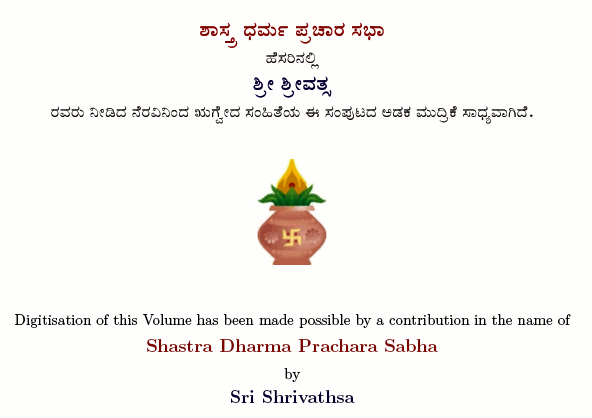 ಶಾಸ್ತ್ರ ಧರ್ಮ ಪ್ರಚಾರ ಸಭಾ
ಹೆಸರಿನಲ್ಲಿ
ಶ್ರೀ ಶ್ರೀವತ್ಸ
ರವರು ನೀಡಿದ ನೆರವಿನಿಂದ ಋಗ್ವೇದ ಸಂಹಿತೆಯ ಈ ಸಂಪುಟದ ಅಡಕ ಮುದ್ರಿಕೆ ಸಾಧ್ಯವಾಗಿದೆ.
Digitisation of this Volume has been made possible by a contribution in the name of
Shastra Dharma Prachara Sabha
by
Sri Shrivathsa